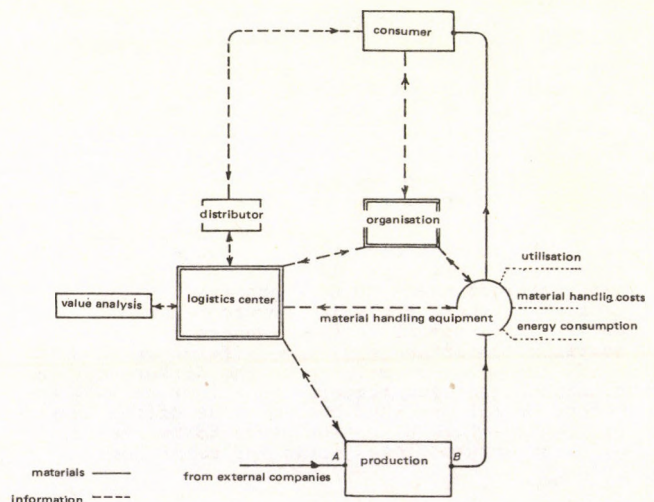 consumer
distributor
organisation
utilisation
value analysis
logistics center
material handlig costs
material handling equipment
energy consumption
A
production
B
materials
from external companies
information